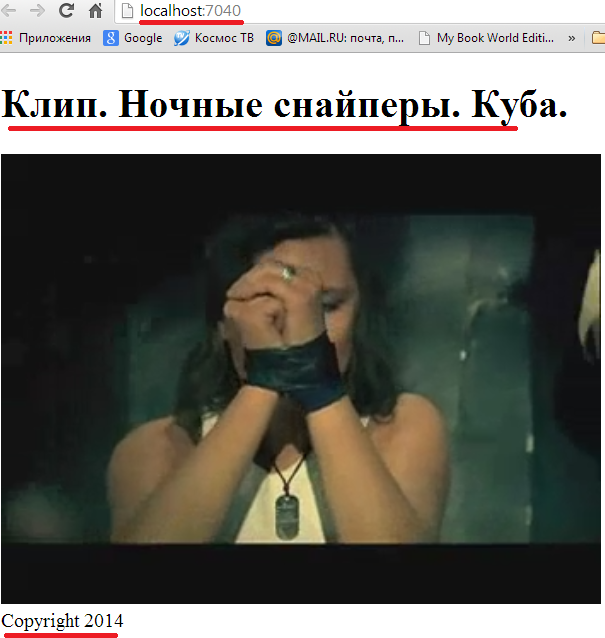 localhost:7040
Приложения Google Космос ТВ @MAIL.RU: почта, п... My Book World Editi... »
Клип. Ночные снайперы. Куба.
Copyright 2014